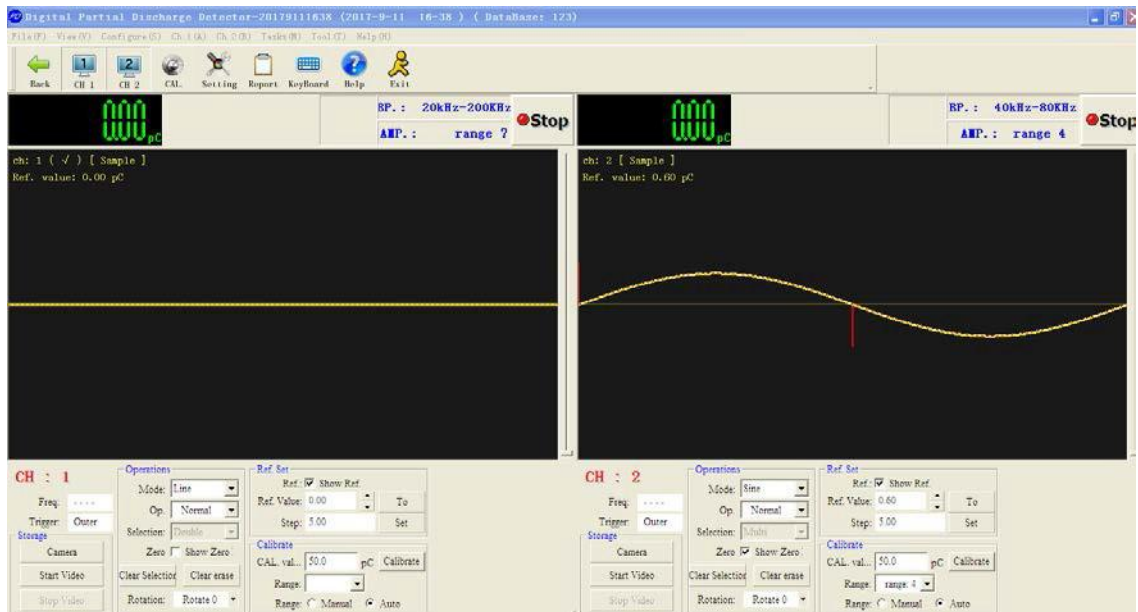 Digital Partial Discharge Detector-20179111638 (2017-9-11 16-38 ) ( DataBase: 123)
File(F) View(V) Configure(S) Ch 1(A) Ch 2(B) Tasks(M) Tool(T) Help(H)
Back CH 1 CH 2 CAL. Setting Report KeyBoard Help Exit
0.00 pC
BP.: 20kHz-200KHz
AMP.: range ?
Stop
0.00 pC
BP.: 40kHz-80KHz
AMP.: range 4
Stop
ch: 1 ( √ ) [ Sample ]
Ref. value: 0.00 pC
ch: 2 [ Sample ]
Ref. value: 0.60 pC
CH : 1
Freq. ----
Trigger: Outer
Storage
Camera
Start Video
Stop Video
Operations
Mode: Line
Op. Normal
Selection: Double
Zero Show Zero
Clear Selection Clear erase
Rotation: Rotate 0
Ref. Set
Ref.: Show Ref.
Ref. Value: 0.00 To
Step: 5.00 Set
Calibrate
CAL. val... 50.0 pC Calibrate
Range:
Range: Manual Auto
CH : 2
Freq. ----
Trigger: Outer
Storage
Camera
Start Video
Stop Video
Operations
Mode: Sine
Op. Normal
Selection: Multi
Zero Show Zero
Clear Selection Clear erase
Rotation: Rotate 0
Ref. Set
Ref.: Show Ref.
Ref. Value: 0.60 To
Step: 5.00 Set
Calibrate
CAL. val... 50.0 pC Calibrate
Range: range: 4
Range: Manual Auto